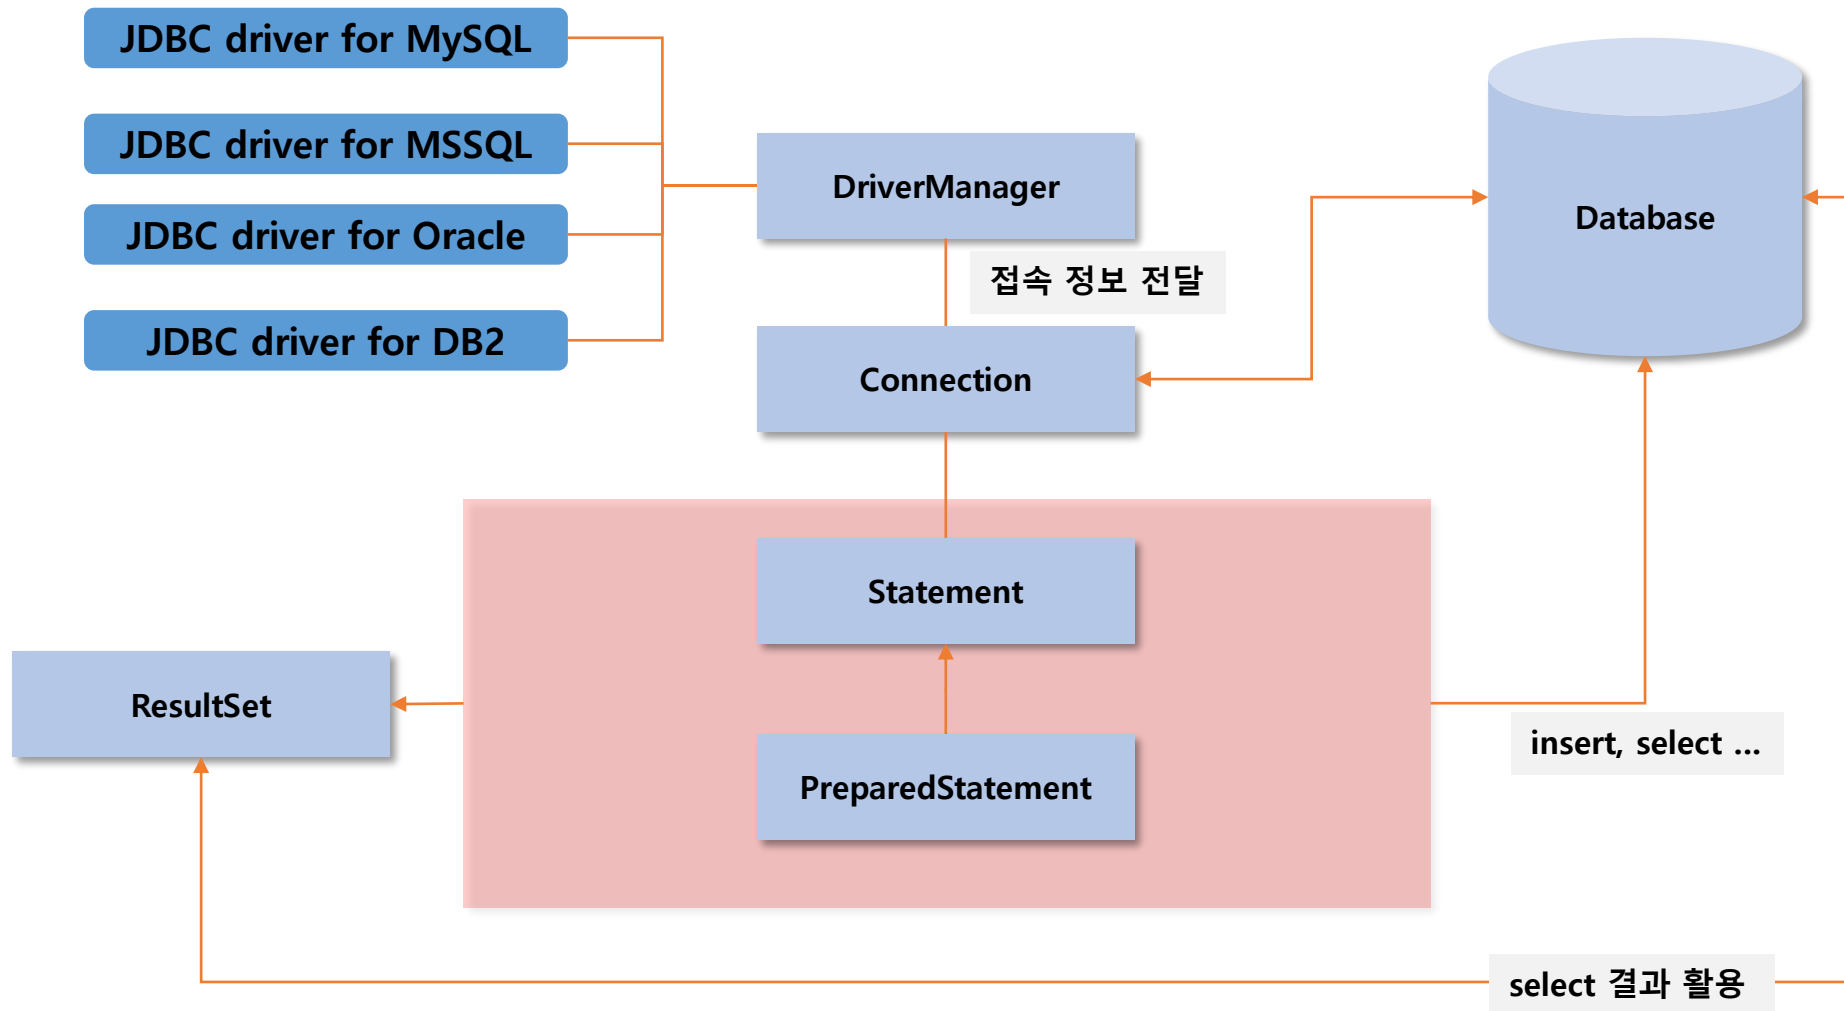 JDBC driver for MySQL
JDBC driver for MSSQL
JDBC driver for Oracle
JDBC driver for DB2
DriverManager
접속 정보 전달
Connection
Database
Statement
PreparedStatement
ResultSet
insert, select ...
select 결과 활용